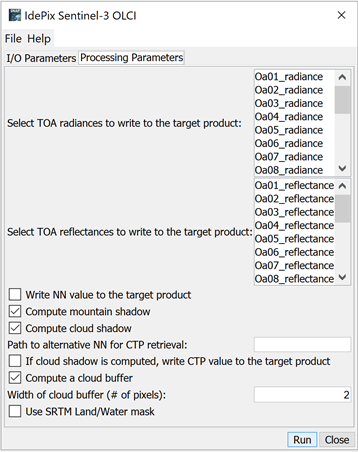 IdePix Sentinel-3 OLCI
File Help
I/O Parameters Processing Parameters
Select TOA radiances to write to the target product:
Oa01_radiance
Oa02_radiance
Oa03_radiance
Oa04_radiance
Oa05_radiance
Oa06_radiance
Oa07_radiance
Oa08_radiance
Select TOA reflectances to write to the target product:
Oa01_reflectance
Oa02_reflectance
Oa03_reflectance
Oa04_reflectance
Oa05_reflectance
Oa06_reflectance
Oa07_reflectance
Oa08_reflectance
Write NN value to the target product
Compute mountain shadow
Compute cloud shadow
Path to alternative NN for CTP retrieval:
If cloud shadow is computed, write CTP value to the target product
Compute a cloud buffer
Width of cloud buffer (# of pixels): 2
Use SRTM Land/Water mask
Run Close